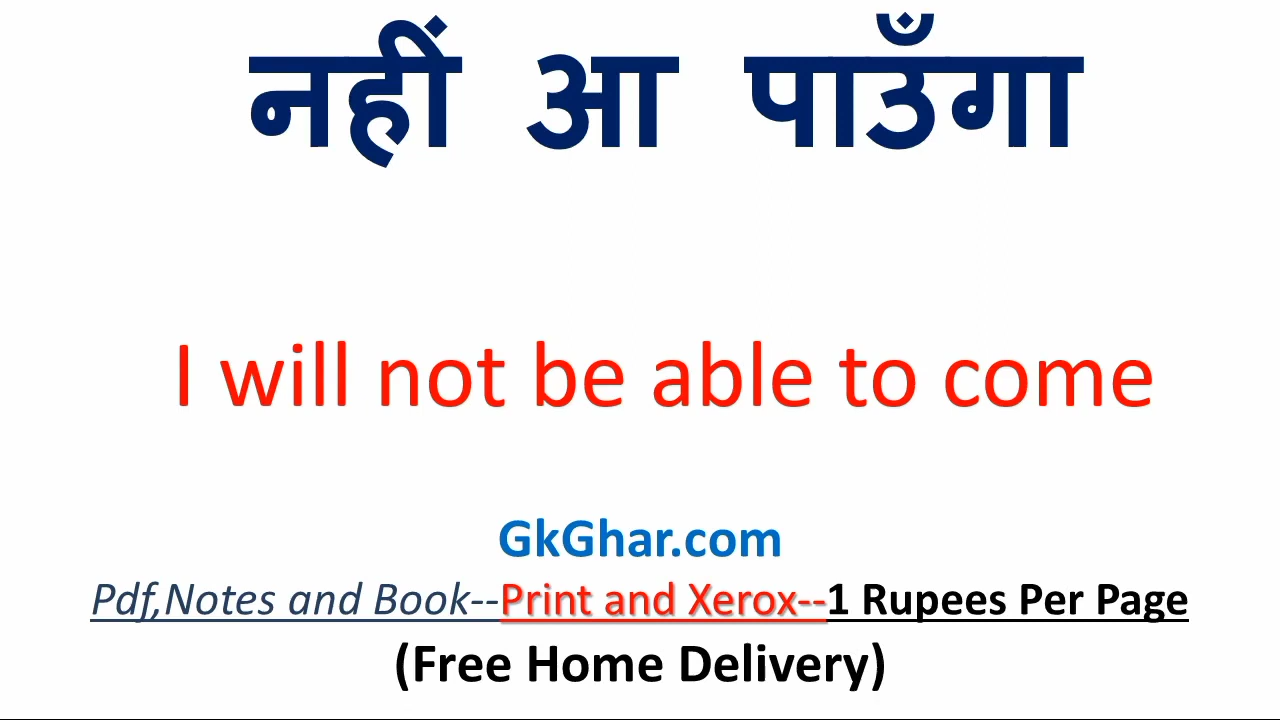 नहीं आ पाउँगा
I will not be able to come
GkGhar.com
Pdf,Notes and Book--Print and Xerox--1 Rupees Per Page
(Free Home Delivery)